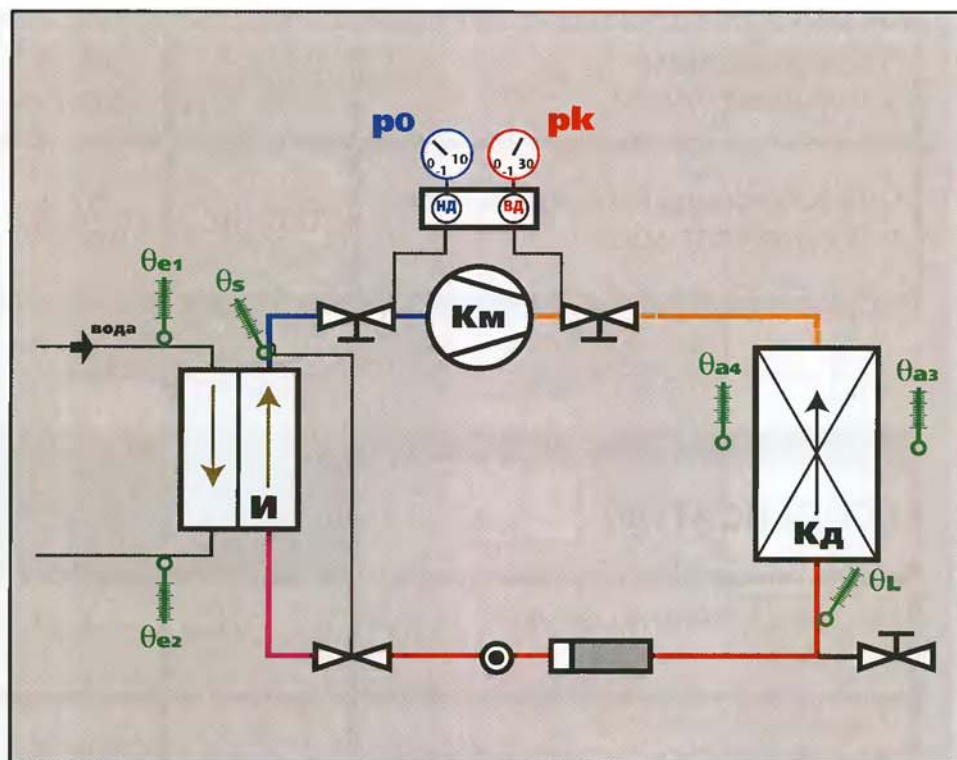 po
pk
0 -1 10
0 -1 30
НД
ВД
θe1
θs
вода
Км
θa4
θa3
И
Кд
θL
θe2